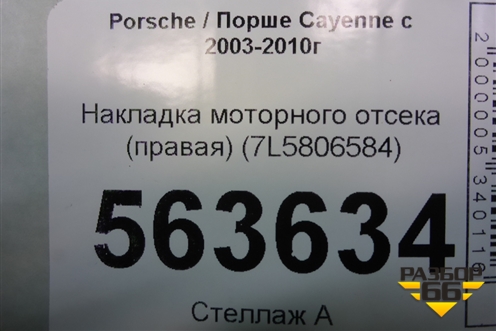 Porsche / Порше Cayenne с
2003-2010г
Накладка моторного отсека
(правая) (7L5806584)
563634
Стеллаж А
РАЗБОР
66